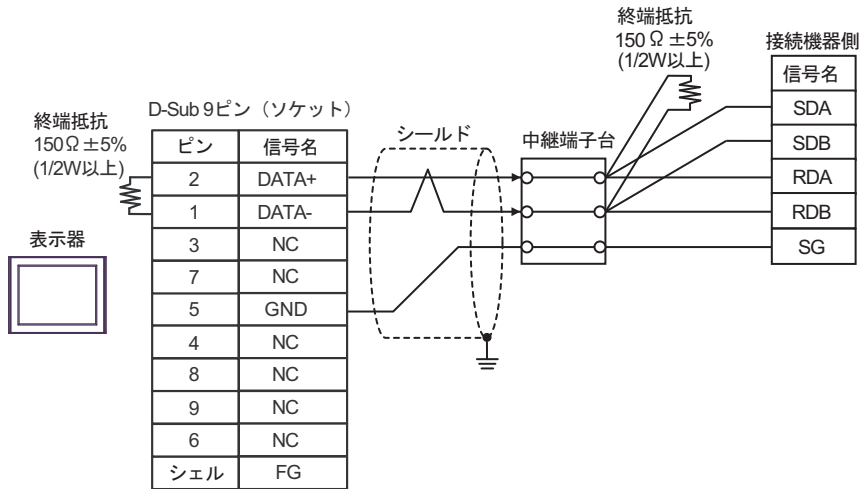 終端抵抗
150Ω±5%
(1/2W以上)
接続機器側
信号名
SDA
SDB
RDA
RDB
SG
D-Sub 9ピン（ソケット）
終端抵抗
150Ω±5%
(1/2W以上)
シールド
中継端子台
ピン 信号名
2 DATA+
1 DATA-
3 NC
7 NC
5 GND
4 NC
8 NC
9 NC
6 NC
シェル FG
表示器